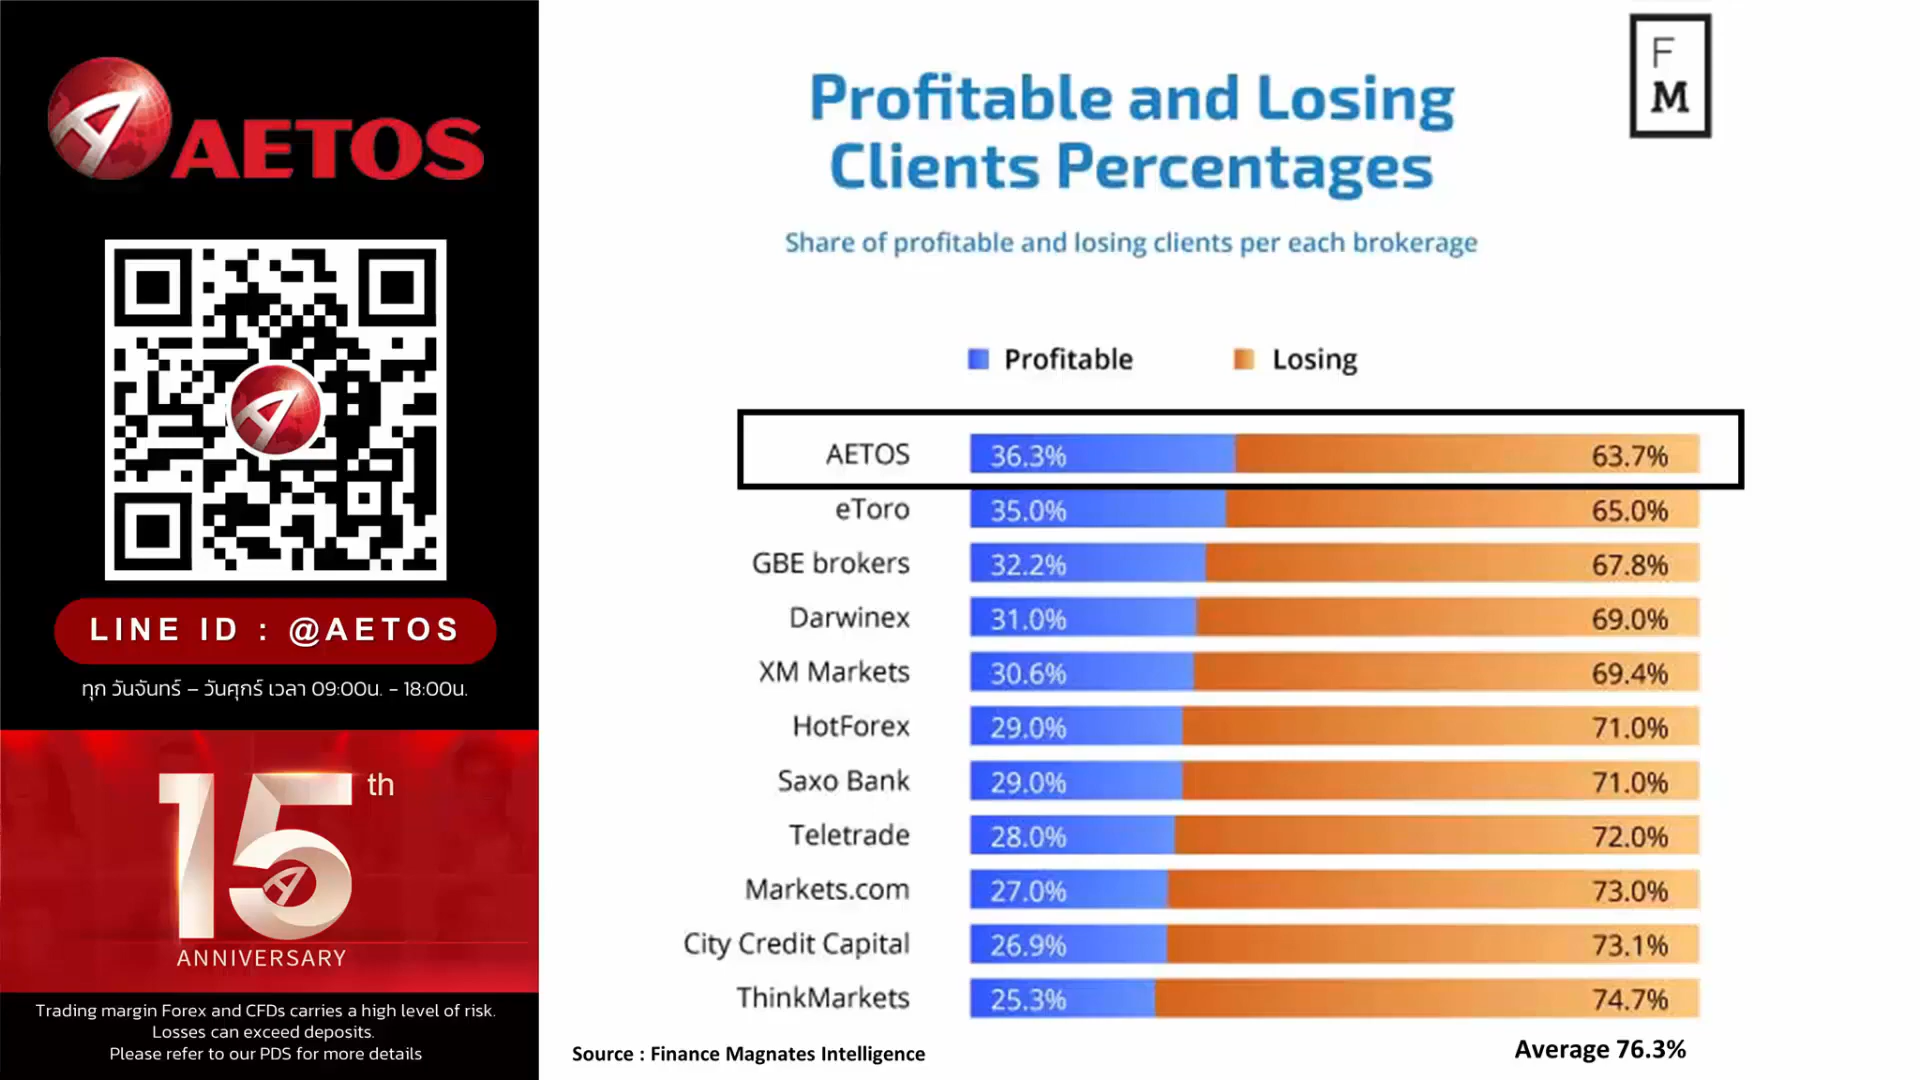 AETOS
LINE ID : @AETOS
ทุก วันจันทร์ – วันศุกร์ เวลา 09:00น. - 18:00น.
15th
ANNIVERSARY
Trading margin Forex and CFDs carries a high level of risk.
Losses can exceed deposits.
Please refer to our PDS for more details
F
M
Profitable and Losing
Clients Percentages
Share of profitable and losing clients per each brokerage
Profitable Losing
AETOS 36.3% 63.7%
eToro 35.0% 65.0%
GBE brokers 32.2% 67.8%
Darwinex 31.0% 69.0%
XM Markets 30.6% 69.4%
HotForex 29.0% 71.0%
Saxo Bank 29.0% 71.0%
Teletrade 28.0% 72.0%
Markets.com 27.0% 73.0%
City Credit Capital 26.9% 73.1%
ThinkMarkets 25.3% 74.7%
Source : Finance Magnates Intelligence
Average 76.3%